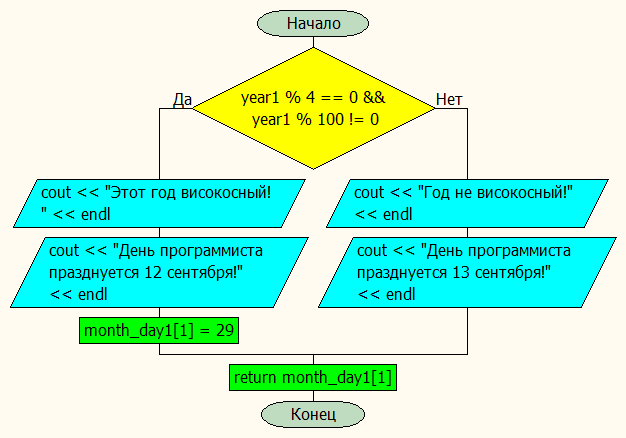 Начало
year1 % 4 == 0 &&
year1 % 100 != 0
Да
Нет
cout << "Этот год високосный!
" << endl
cout << "Год не високосный!"
<< endl
cout << "День программиста
празднуется 12 сентября!"
<< endl
cout << "День программиста
празднуется 13 сентября!"
<< endl
month_day1[1] = 29
return month_day1[1]
Конец